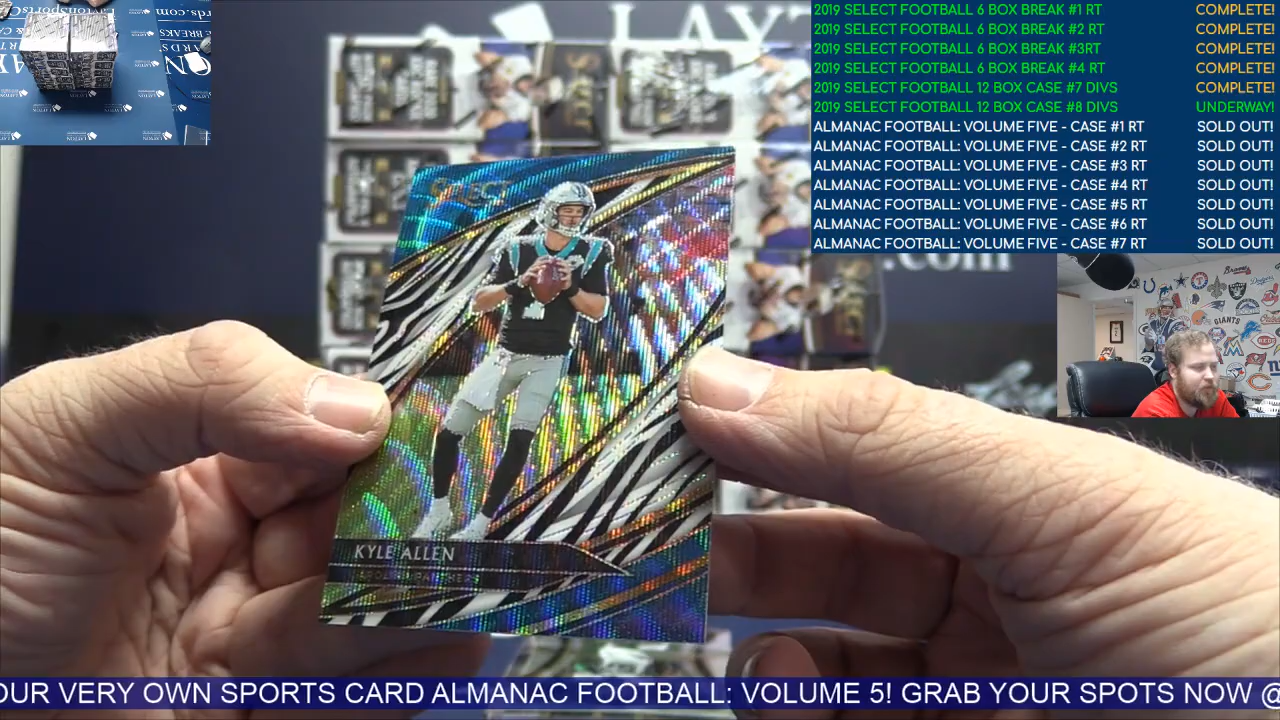 2019 SELECT FOOTBALL 6 BOX BREAK #1 RT COMPLETE!
2019 SELECT FOOTBALL 6 BOX BREAK #2 RT COMPLETE!
2019 SELECT FOOTBALL 6 BOX BREAK #3RT COMPLETE!
2019 SELECT FOOTBALL 6 BOX BREAK #4 RT COMPLETE!
2019 SELECT FOOTBALL 12 BOX CASE #7 DIVS COMPLETE!
2019 SELECT FOOTBALL 12 BOX CASE #8 DIVS UNDERWAY!
ALMANAC FOOTBALL: VOLUME FIVE - CASE #1 RT SOLD OUT!
ALMANAC FOOTBALL: VOLUME FIVE - CASE #2 RT SOLD OUT!
ALMANAC FOOTBALL: VOLUME FIVE - CASE #3 RT SOLD OUT!
ALMANAC FOOTBALL: VOLUME FIVE - CASE #4 RT SOLD OUT!
ALMANAC FOOTBALL: VOLUME FIVE - CASE #5 RT SOLD OUT!
ALMANAC FOOTBALL: VOLUME FIVE - CASE #6 RT SOLD OUT!
ALMANAC FOOTBALL: VOLUME FIVE - CASE #7 RT SOLD OUT!
LAYT
.com
SELECT
GIANTS
KYLE ALLEN
CAROLINA PANTHERS
OUR VERY OWN SPORTS CARD ALMANAC FOOTBALL: VOLUME 5! GRAB YOUR SPOTS NOW @